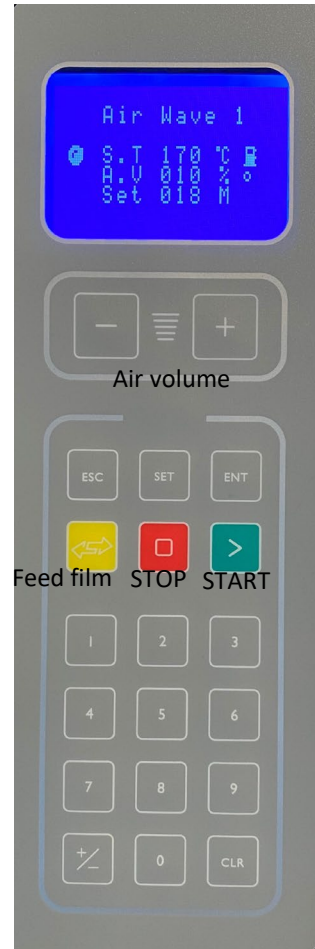 Air Wave 1
S.T 170 ℃
A.V 010 %
Set 018 M
− +
Air volume
ESC SET ENT
Feed film STOP START
1 2 3
4 5 6
7 8 9
+/− 0 CLR